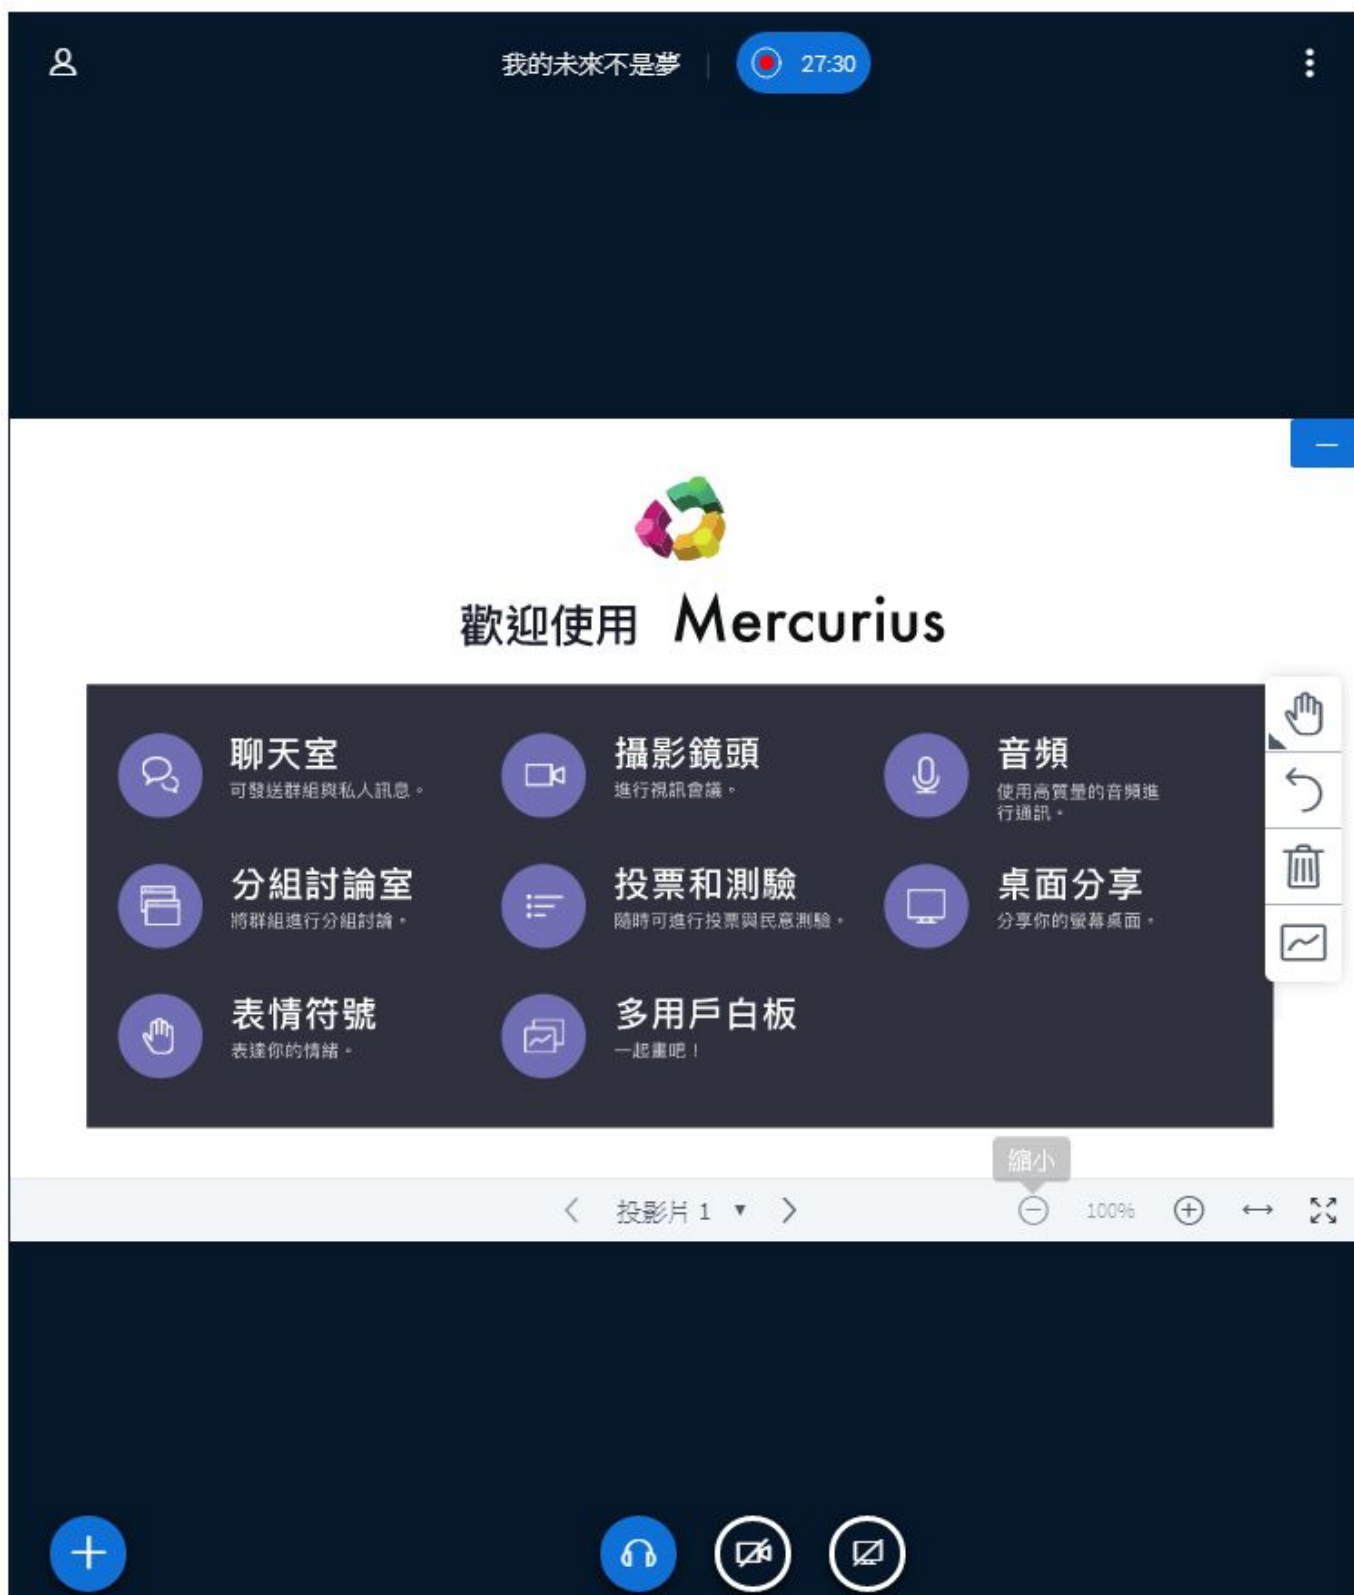 我的未來不是夢
27:30
歡迎使用 Mercurius
聊天室
可發送群組與私人訊息。
攝影鏡頭
進行視訊會議。
音頻
使用高質量的音頻進
行通訊。
分組討論室
將群組進行分組討論。
投票和測驗
隨時可進行投票與民意測驗。
桌面分享
分享你的螢幕桌面。
表情符號
表達你的情緒。
多用戶白板
一起畫吧！
縮小
投影片 1
100%